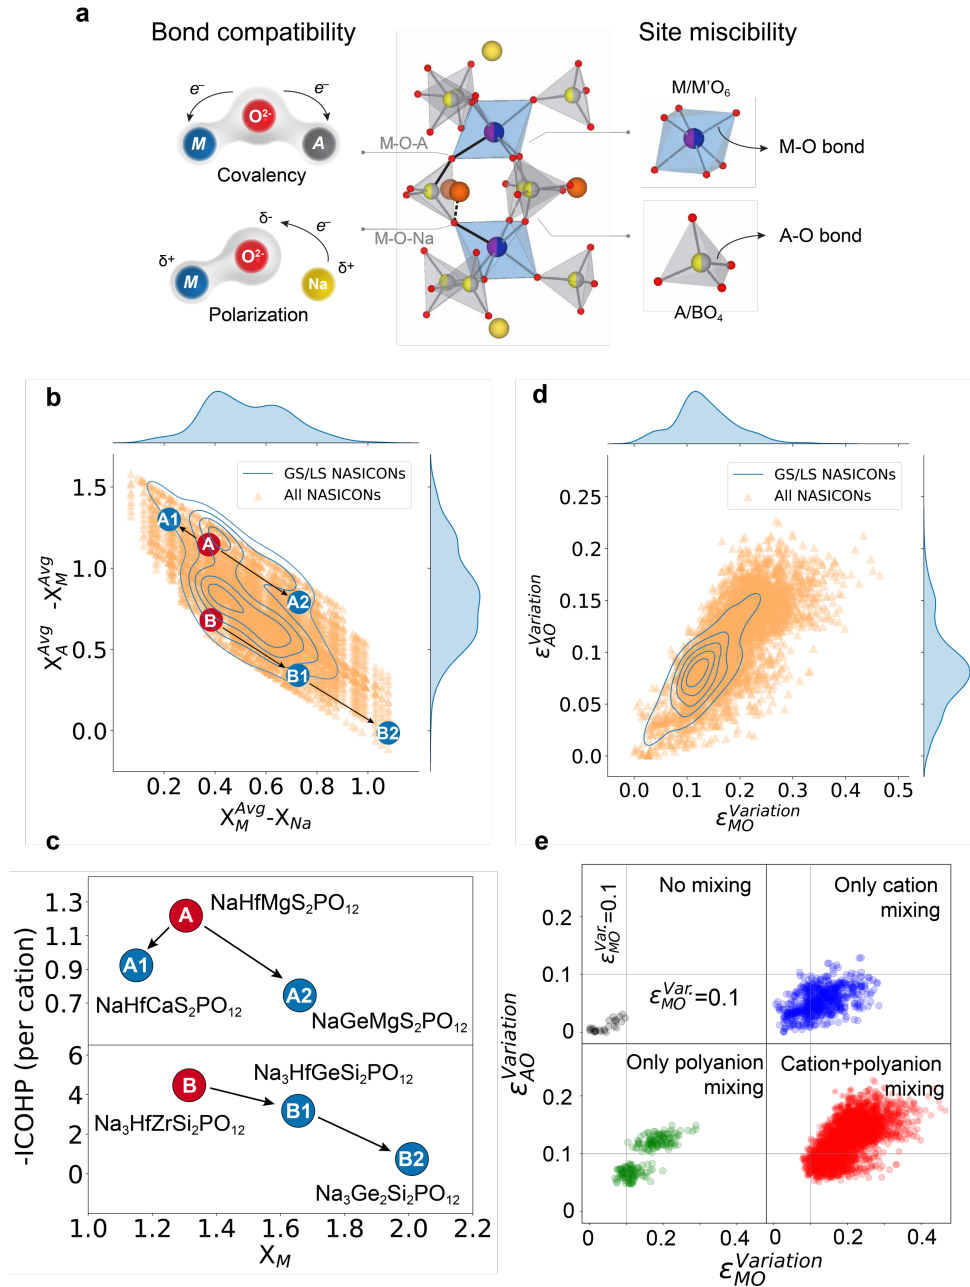 a
Bond compatibility
Site miscibility
e⁻
e⁻
O²⁻
M
A
Covalency
δ-
e⁻
δ+
O²⁻
δ+
M
Na
Polarization
M-O-A
M-O-Na
M/M'O₆
M-O bond
A-O bond
A/BO₄
b
GS/LS NASICONs
All NASICONs
1.5
1.0
0.5
0.0
X_A^Avg -X_M^Avg
A1
A
A2
B
B1
B2
0.2 0.4 0.6 0.8 1.0
X_M^Avg-X_Na
d
GS/LS NASICONs
All NASICONs
0.25
0.20
0.15
0.10
0.05
0.0
ε_AO^Variation
0.0 0.1 0.2 0.3 0.4 0.5
ε_MO^Variation
c
-ICOHP (per cation)
1.3
1.1
0.9
0.7
A
NaHfMgS₂PO₁₂
A1
NaHfCaS₂PO₁₂
A2
NaGeMgS₂PO₁₂
6
4
2
0
B
Na₃HfZrSi₂PO₁₂
Na₃HfGeSi₂PO₁₂
B1
B2
Na₃Ge₂Si₂PO₁₂
1.0 1.2 1.4 1.6 1.8 2.0 2.2
X_M
e
ε_AO^Variation
0.2
0.1
0
No mixing
ε_MO^Var.=0.1
ε_MO^Var.=0.1
Only cation
mixing
0.2
0.1
0
Only polyanion
mixing
Cation+polyanion
mixing
0 0.2 0.4 0 0.2 0.4
ε_MO^Variation